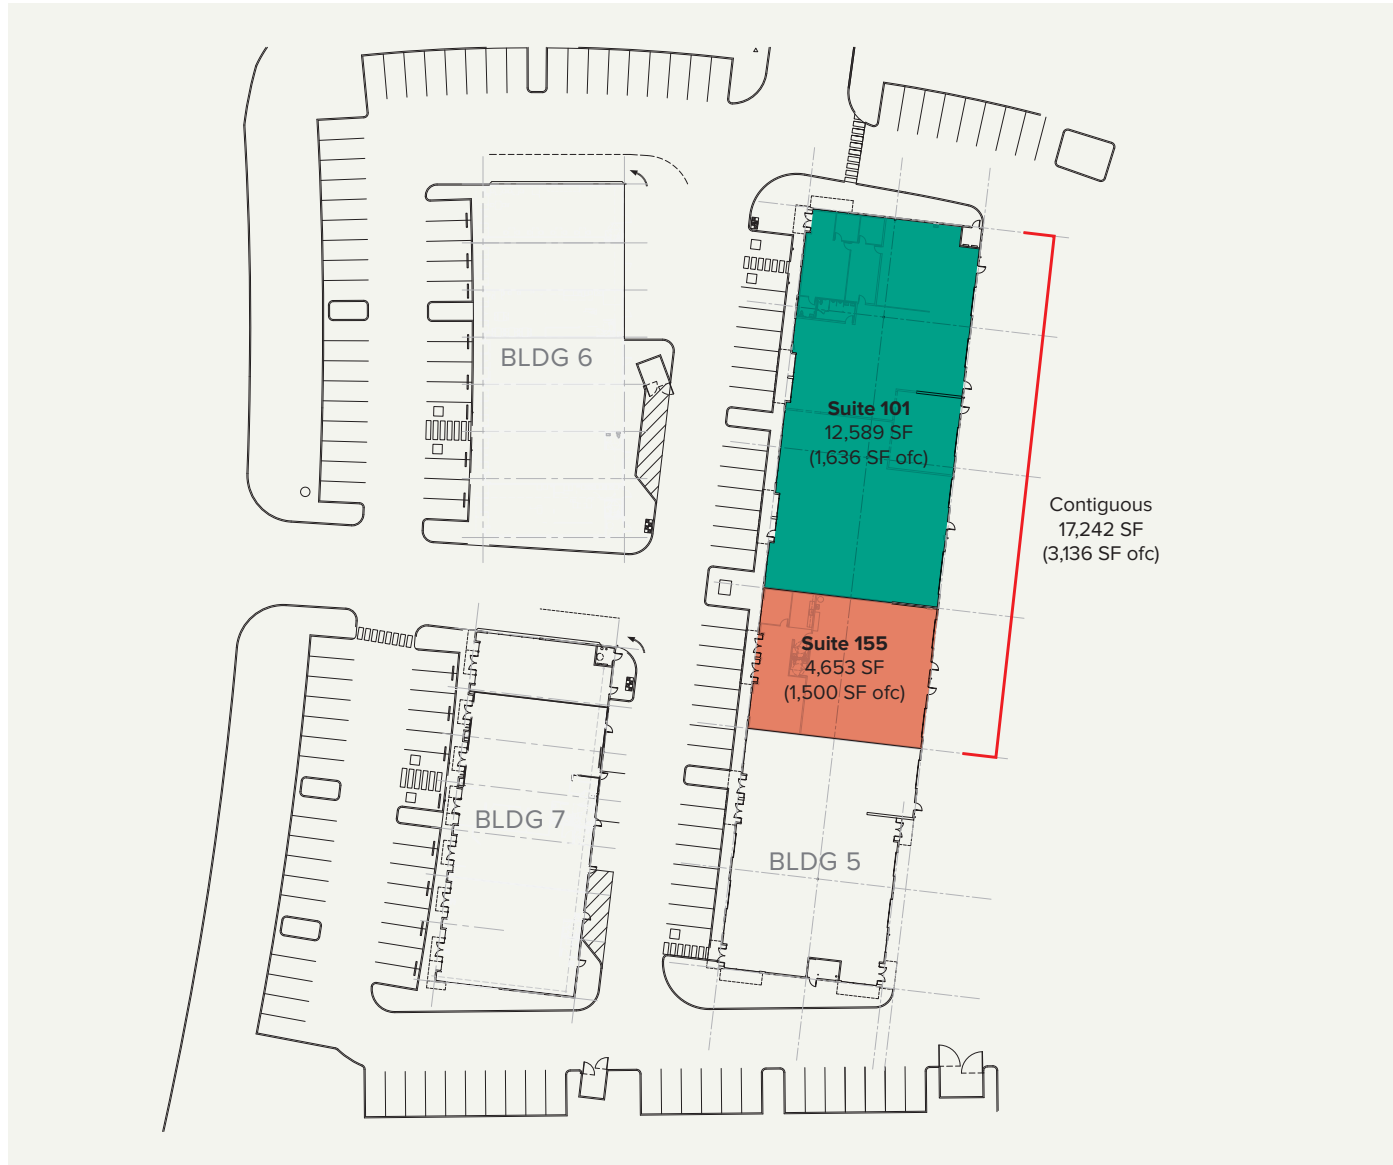 BLDG 6
Suite 101
12,589 SF
(1,636 SF ofc)
Contiguous
17,242 SF
(3,136 SF ofc)
Suite 155
4,653 SF
(1,500 SF ofc)
BLDG 7
BLDG 5